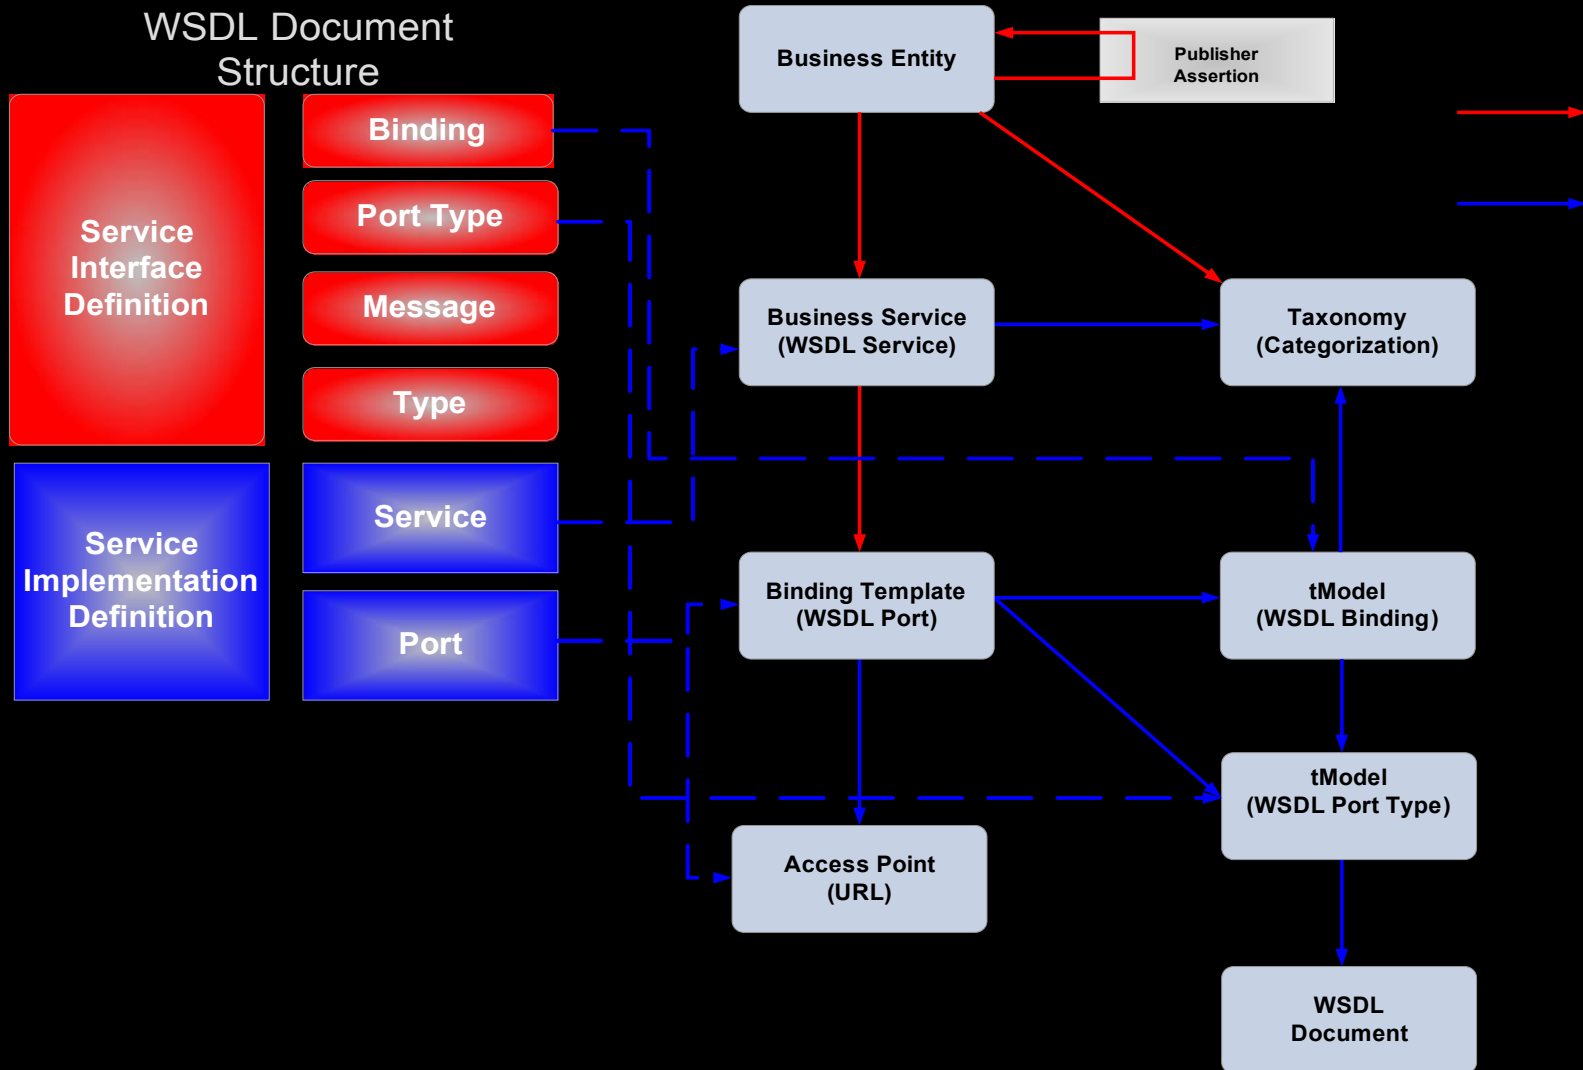 WSDL Document
Structure
Service
Interface
Definition
Binding
Port Type
Message
Type
Service
Implementation
Definition
Service
Port
Business Entity
Publisher
Assertion
Business Service
(WSDL Service)
Taxonomy
(Categorization)
Binding Template
(WSDL Port)
tModel
(WSDL Binding)
tModel
(WSDL Port Type)
Access Point
(URL)
WSDL
Document